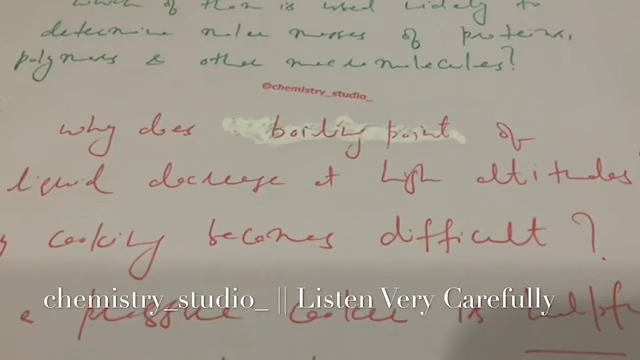 which of them is used widely to
determine molar masses of proteins,
polymers & other macromolecules?
@chemistry_studio_
why does boiling point of
liquid decrease at high altitudes
cooking becomes difficult ?
chemistry_studio_ || Listen Very Carefully
a pressure cooker is